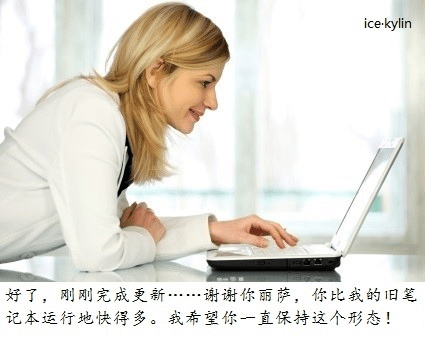 ice·kylin
好了，刚刚完成更新……谢谢你丽萨，你比我的旧笔
记本运行地快得多。我希望你一直保持这个形态！